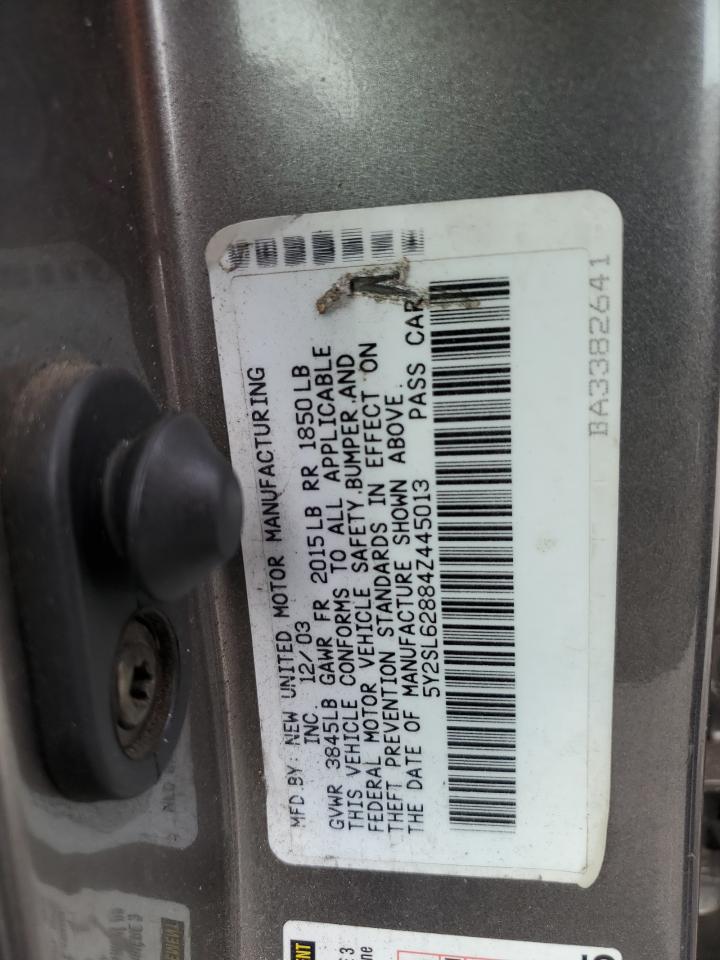 MFD.BY: NEW UNITED MOTOR MANUFACTURING
INC. 12/03
GVWR 3845LB GAWR FR 2015LB RR 1850LB
THIS VEHICLE CONFORMS TO ALL APPLICABLE
FEDERAL MOTOR VEHICLE SAFETY,BUMPER,AND
THEFT PREVENTION STANDARDS IN EFFECT ON
THE DATE OF MANUFACTURE SHOWN ABOVE.
5Y2SL62884Z445013 PASS CAR
BA3382641